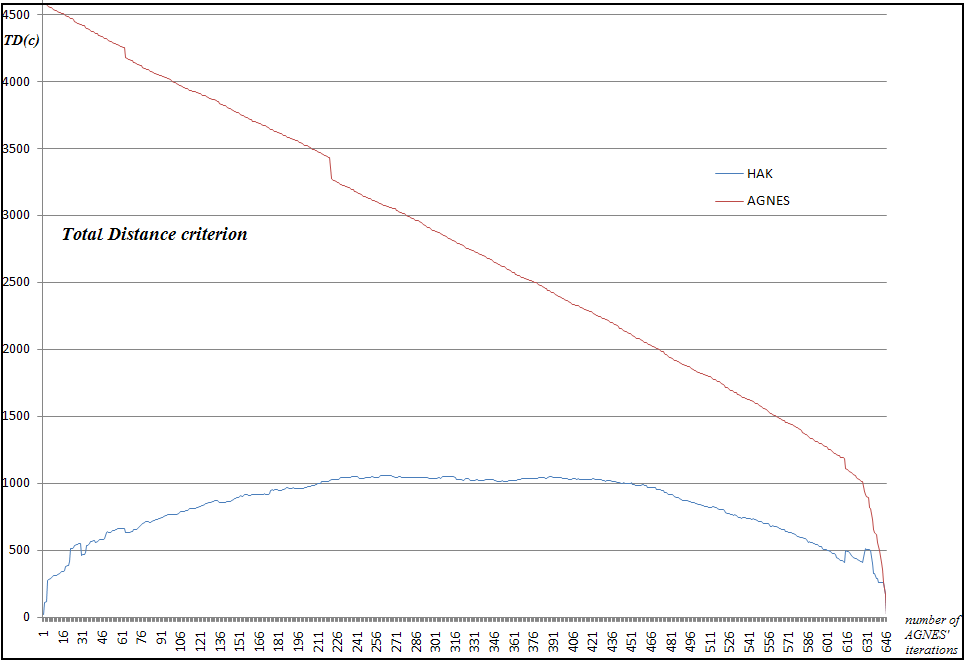 4500
TD(c)
4000
3500
HAK
AGNES
3000
Total Distance criterion
2500
2000
1500
1000
500
0
1 16 31 46 61 76 91 106 121 136 151 166 181 196 211 226 241 256 271 286 301 316 331 346 361 376 391 406 421 436 451 466 481 496 511 526 541 556 571 586 601 616 631 646
number of
AGNES'
iterations